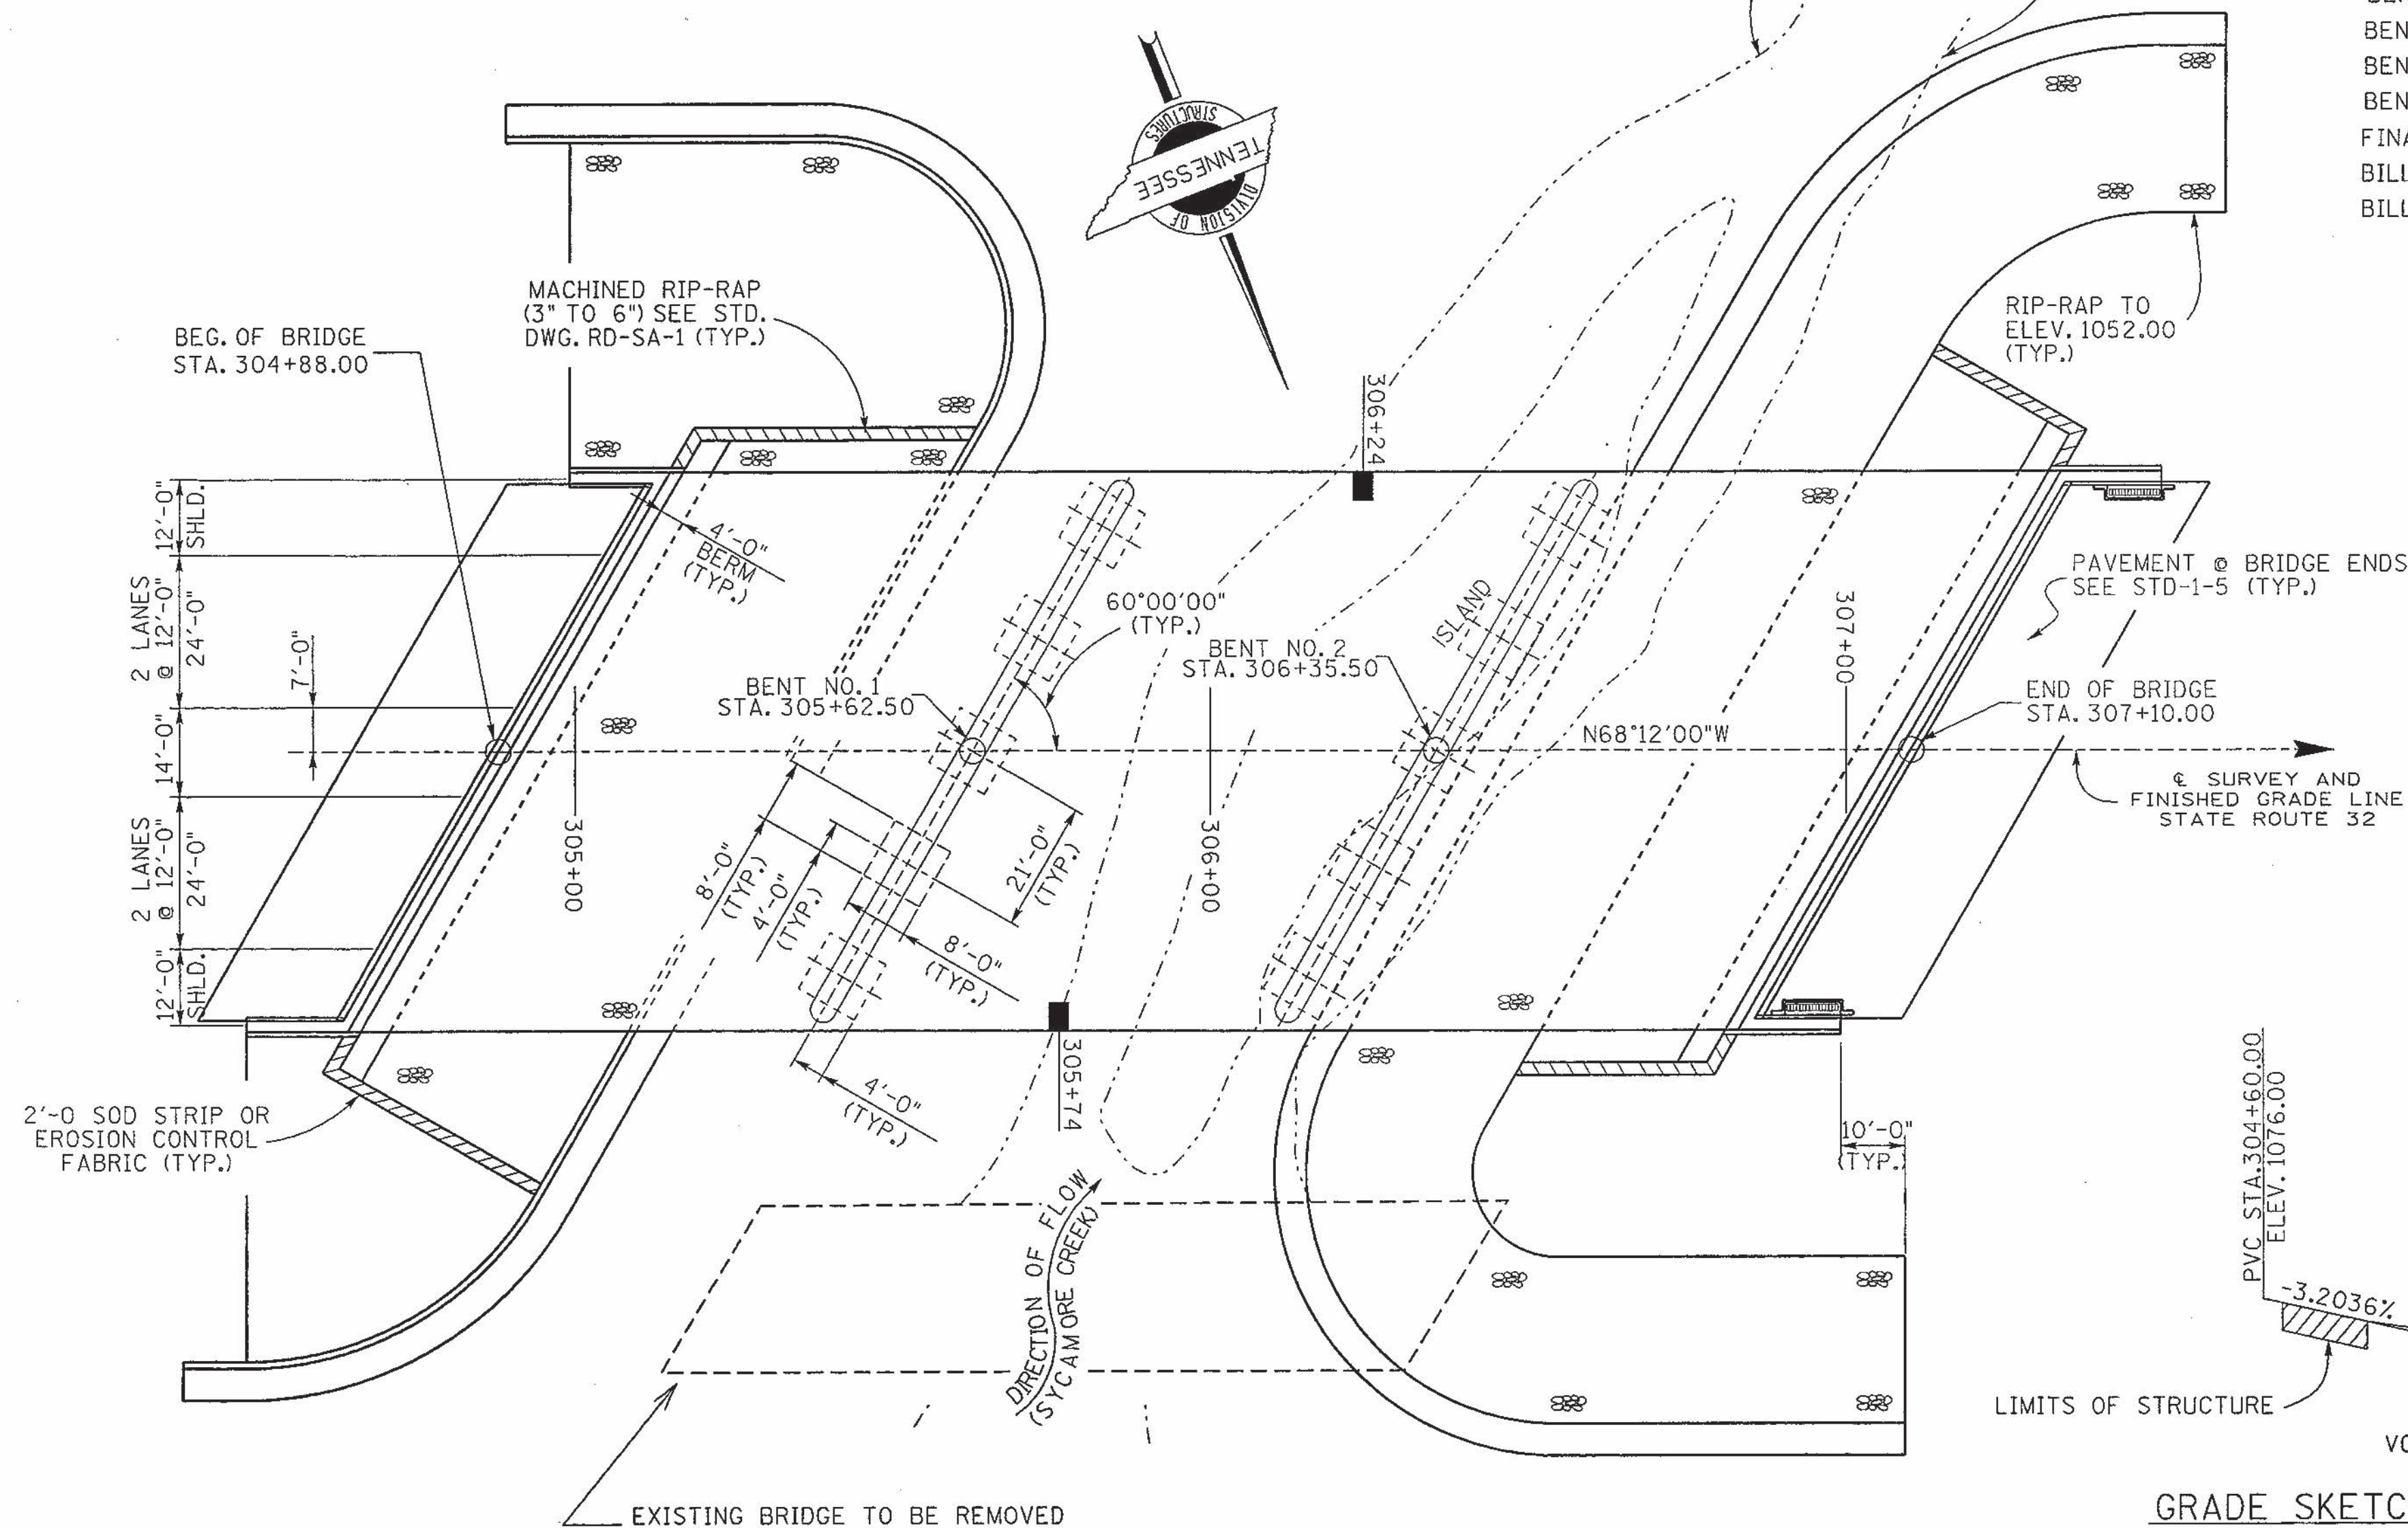 BEN
BEN
BEN
FINA
BILL
BILL
DIVISION OF
STRUCTURES
TENNESSEE
MACHINED RIP-RAP
(3" TO 6") SEE STD.
DWG. RD-SA-1 (TYP.)
BEG. OF BRIDGE
STA. 304+88.00
RIP-RAP TO
ELEV. 1052.00
(TYP.)
306+24
12'-0"
SHLD.
2 LANES
@ 12'-0"
24'-0"
7'-0"
14'-0"
2 LANES
@ 12'-0"
24'-0"
12'-0"
SHLD.
4'-0"
BERM
(TYP.)
60°00'00"
(TYP.)
ISLAND
BENT NO. 1
STA. 305+62.50
BENT NO. 2
STA. 306+35.50
PAVEMENT @ BRIDGE ENDS
SEE STD-1-5 (TYP.)
307+00
END OF BRIDGE
STA. 307+10.00
N68°12'00"W
℄ SURVEY AND
FINISHED GRADE LINE
STATE ROUTE 32
305+00
306+00
8'-0"
(TYP.)
4'-0"
(TYP.)
21'-0"
(TYP.)
8'-0"
(TYP.)
4'-0"
(TYP.)
305+74
2'-0 SOD STRIP OR
EROSION CONTROL
FABRIC (TYP.)
10'-0"
(TYP.)
DIRECTION OF FLOW
(SYCAMORE CREEK)
PVC STA. 304+60.00
ELEV. 1076.00
-3.2036%
LIMITS OF STRUCTURE
VC
EXISTING BRIDGE TO BE REMOVED
GRADE SKETC